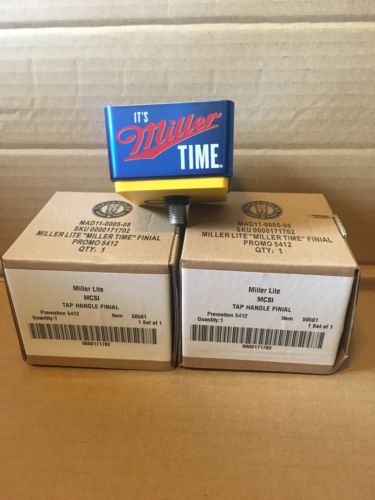 IT'S
Miller
TIME.
MAD11-0005-08
SKU 0000171702
MILLER LITE "MILLER TIME" FINIAL
PROMO 5412
QTY: 1
MAD11-0005-08
SKU 0000171702
MILLER LITE "MILLER TIME" FINIAL
PROMO 5412
QTY: 1
Miller Lite
MCSI
TAP HANDLE FINIAL
Promotion 5412 Item 50501
Quantity:1 1 Set of 1
0000171702
Miller Lite
MCSI
TAP HANDLE FINIAL
Promotion 5412 Item 50501
Quantity:1 1 Set of 1
0000171702